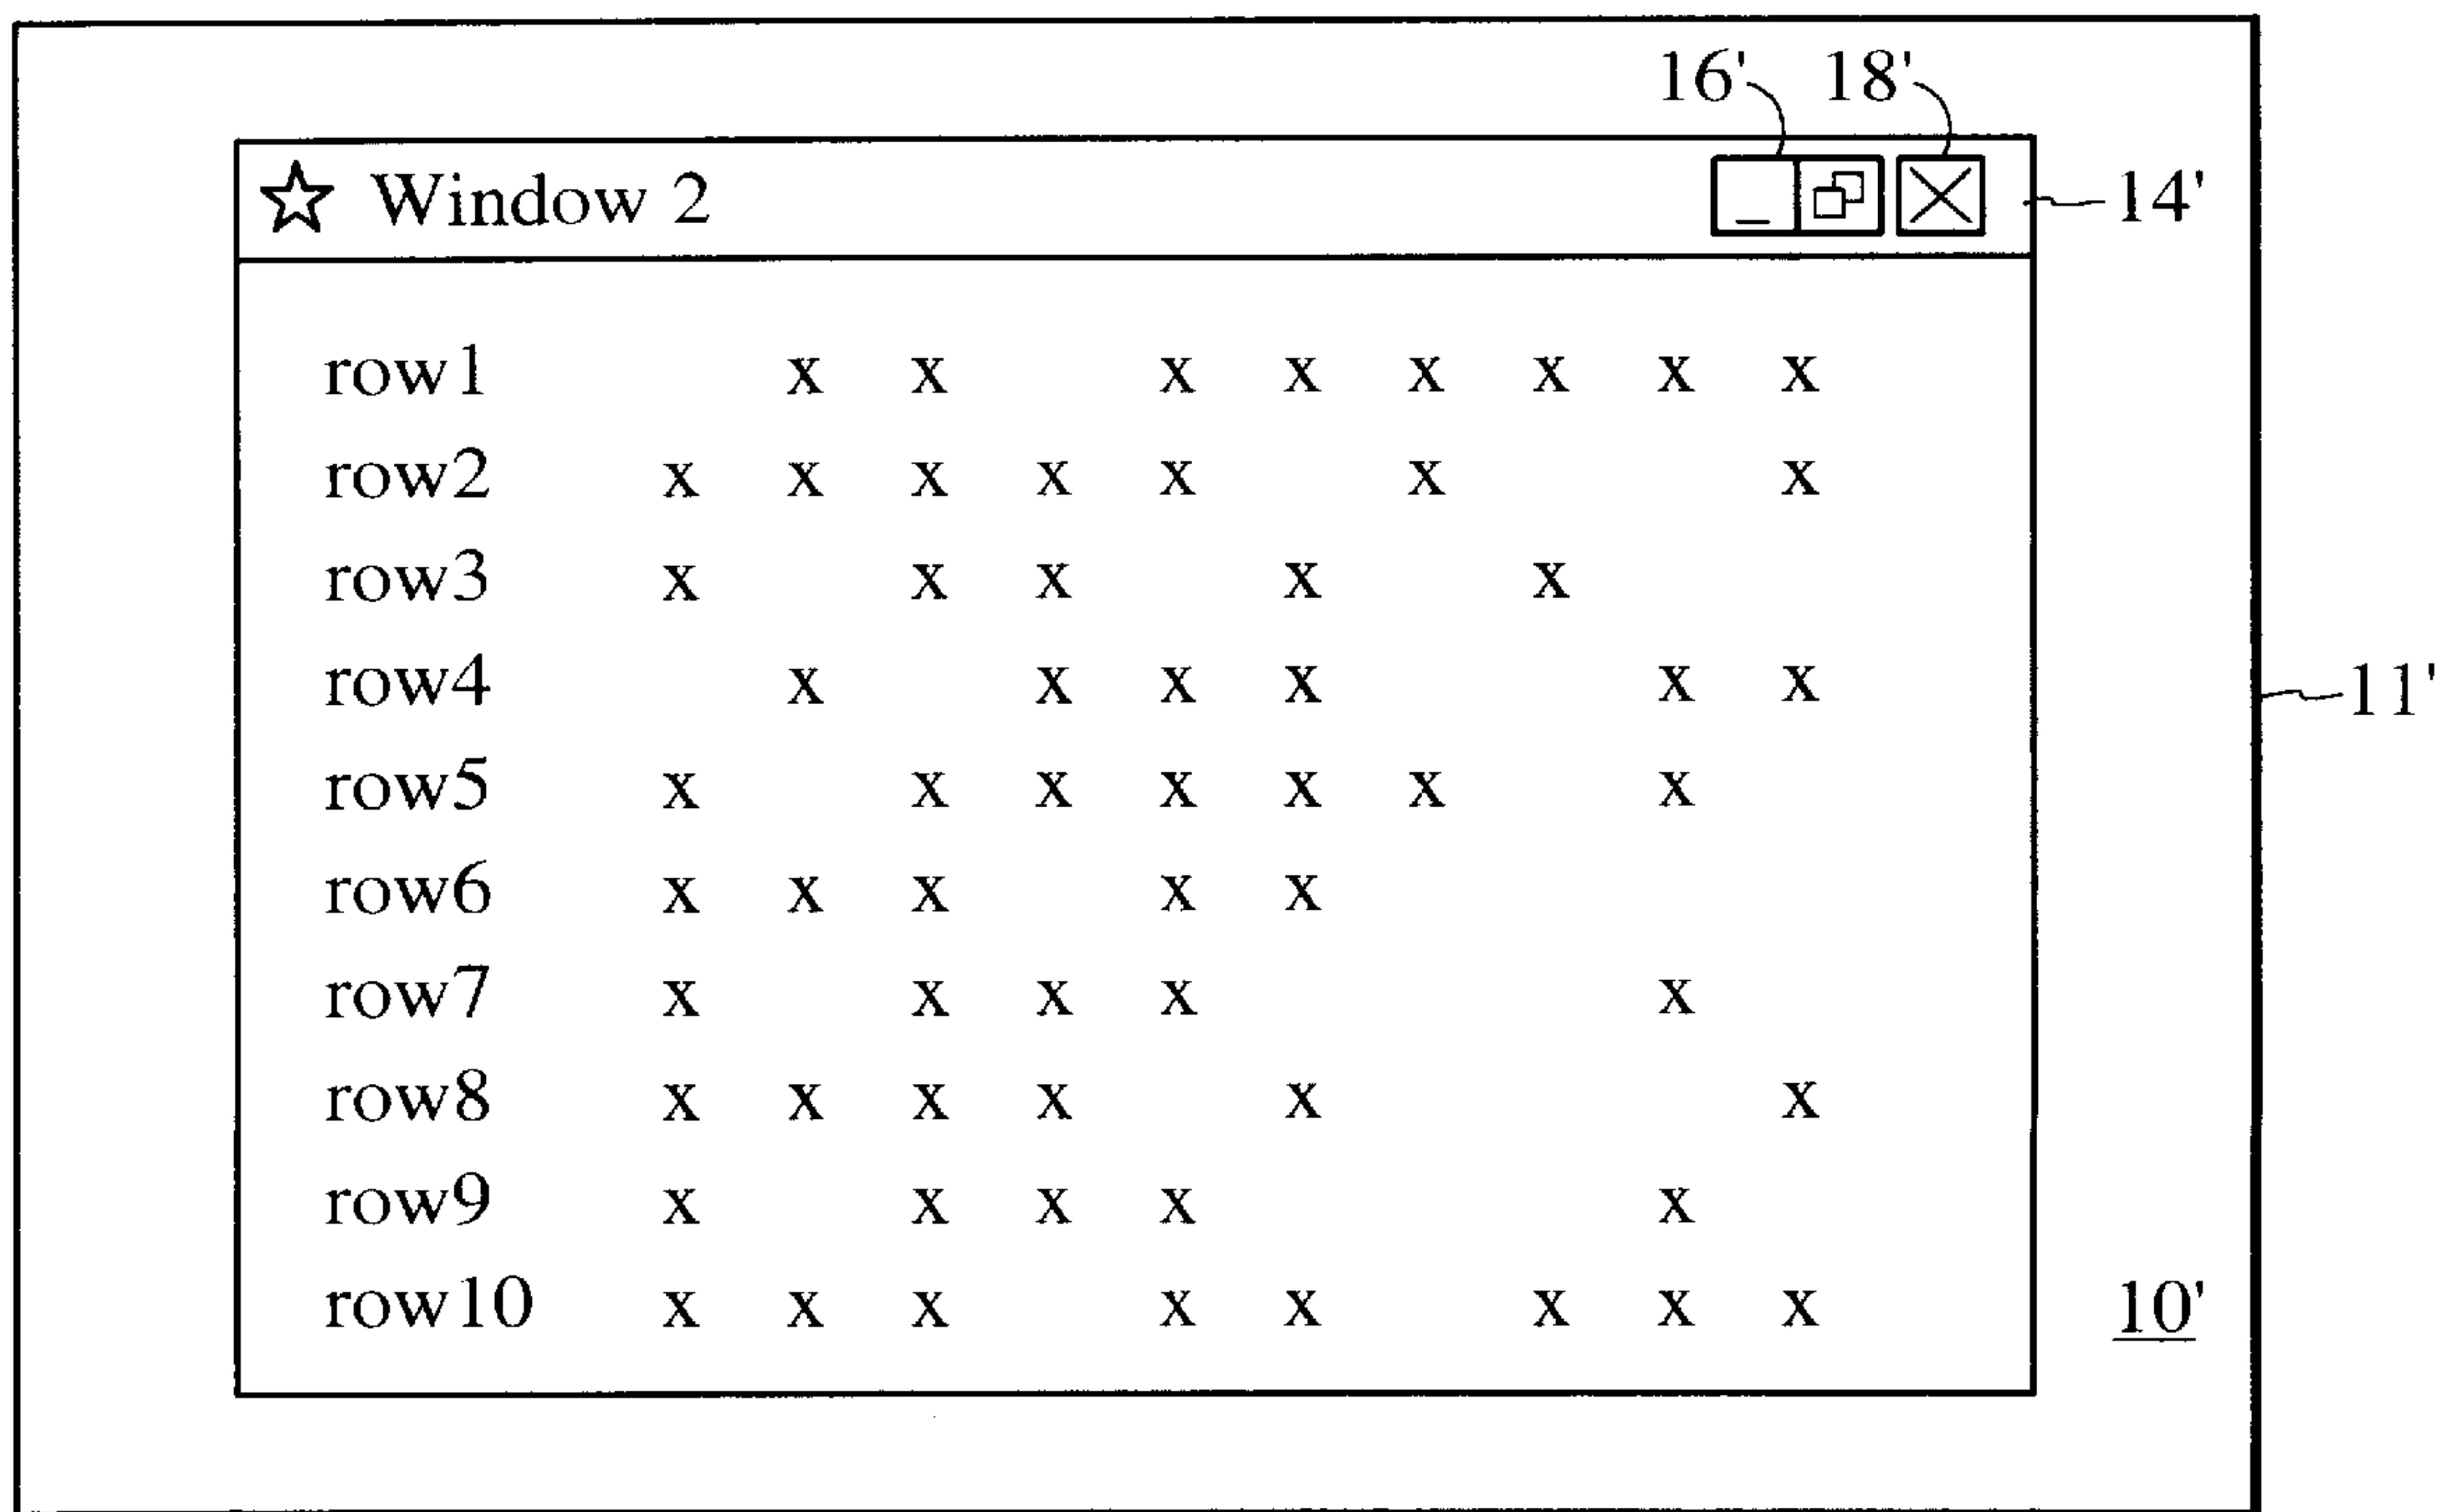 16' 18'
Window 2 14'
row1 x x x x x x x x
row2 x x x x x x x
row3 x x x x x
row4 x x x x x x
11'
row5 x x x x x x x
row6 x x x x x
row7 x x x x x
row8 x x x x x x
row9 x x x x x
row10 x x x x x x x x
10'